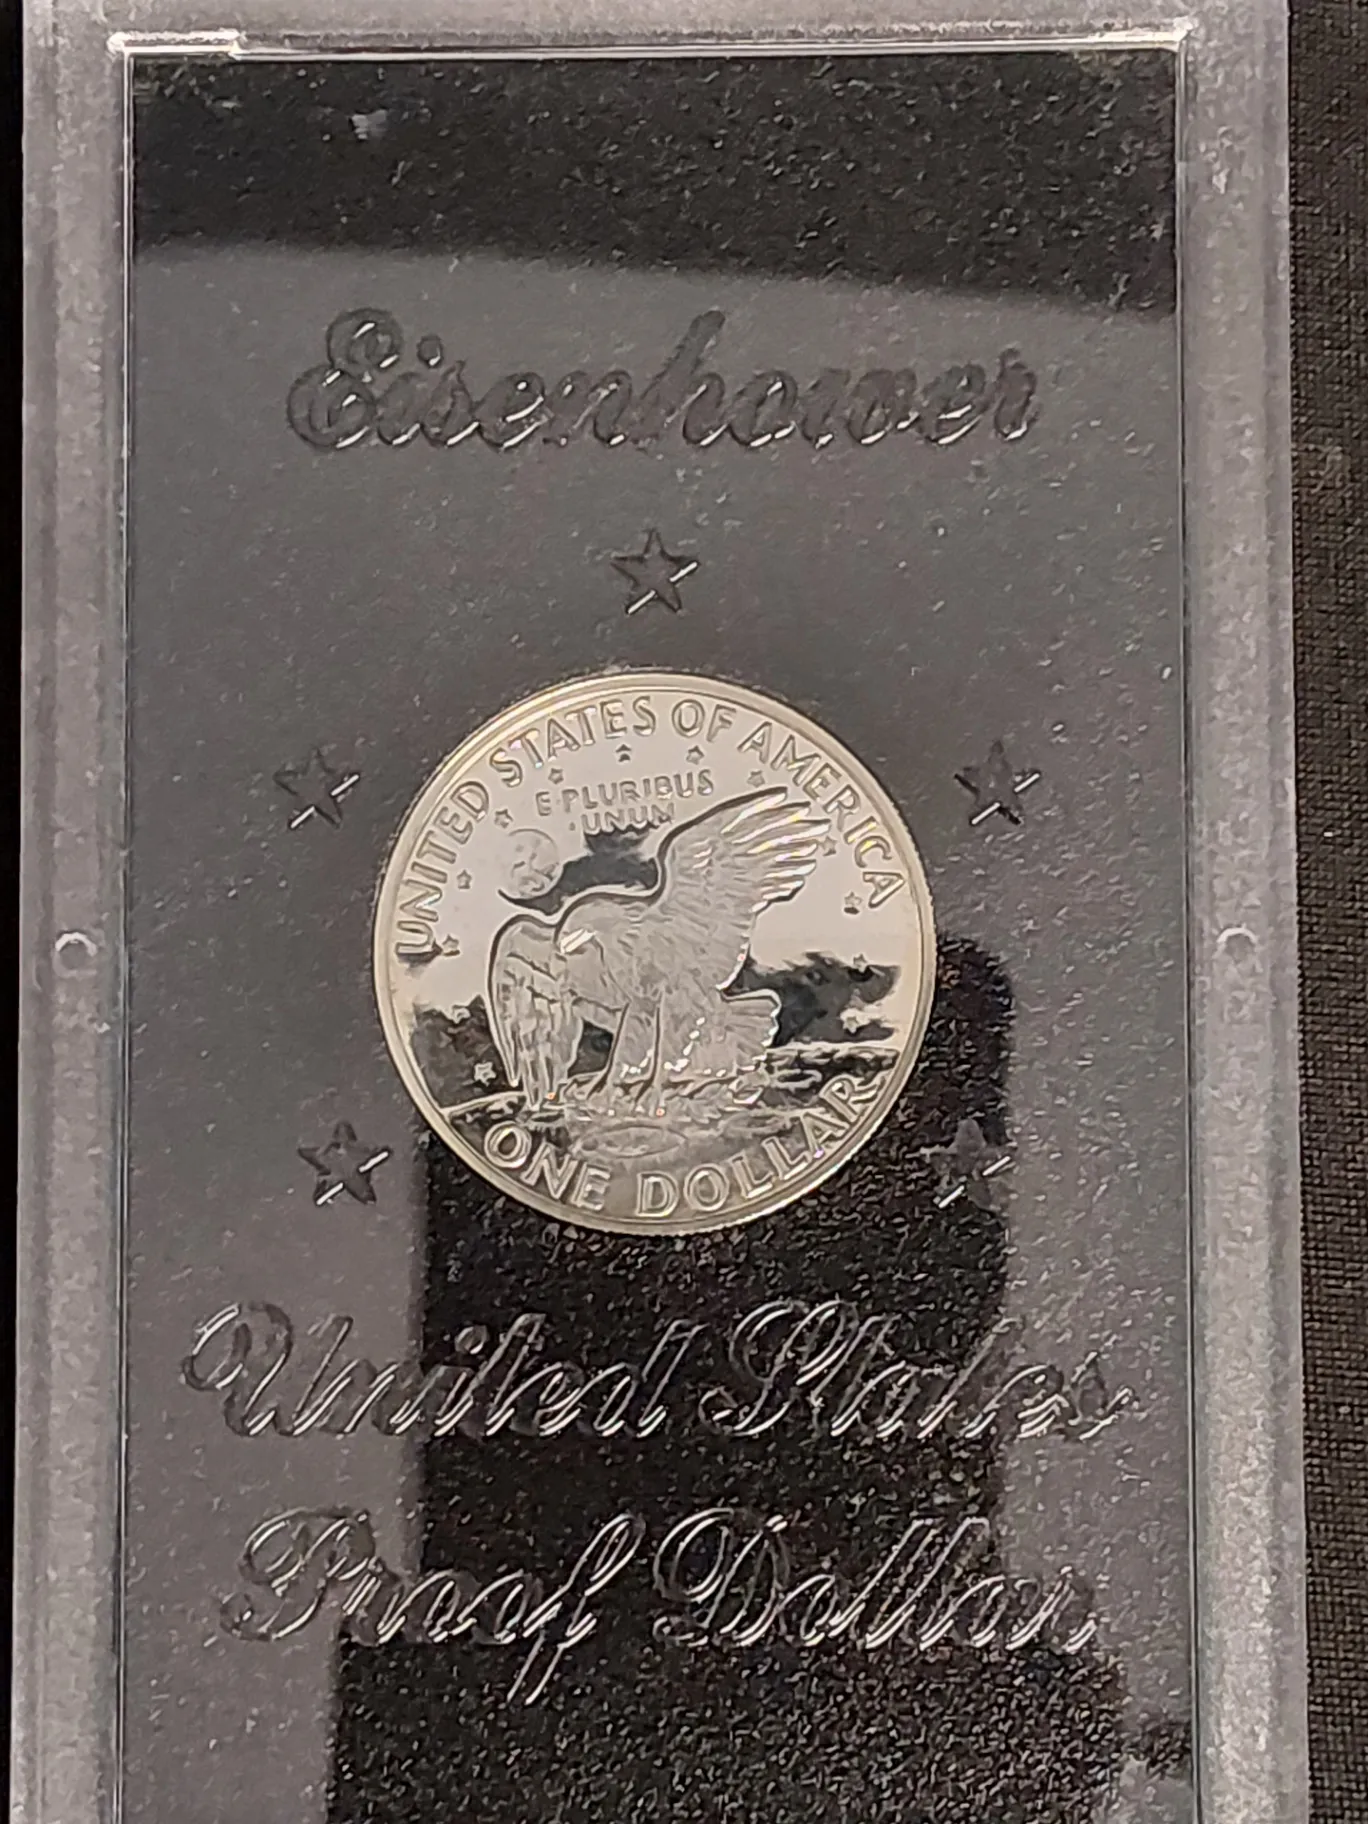 Eisenhower
UNITED STATES OF AMERICA
E PLURIBUS
UNUM
ONE DOLLAR
United States
Proof Dollar